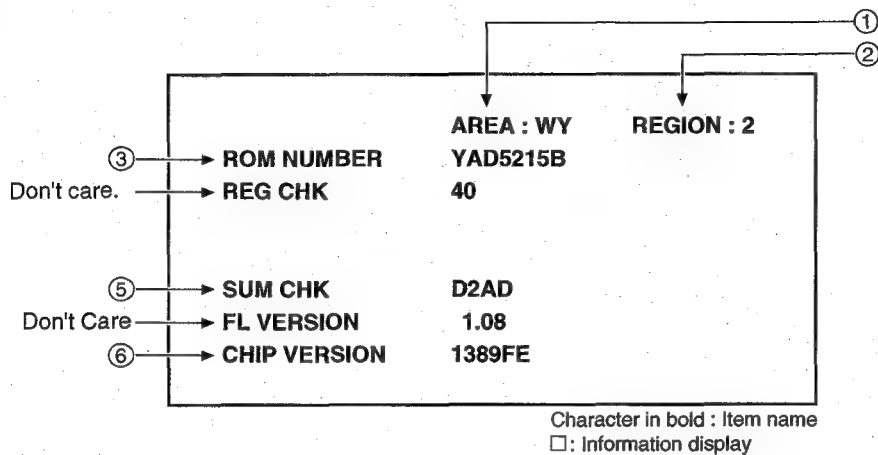 ①
②
AREA : WY REGION : 2
③ ROM NUMBER YAD5215B
Don't care. REG CHK 40
⑤ SUM CHK D2AD
Don't Care FL VERSION 1.08
⑥ CHIP VERSION 1389FE
Character in bold : Item name
□: Information display